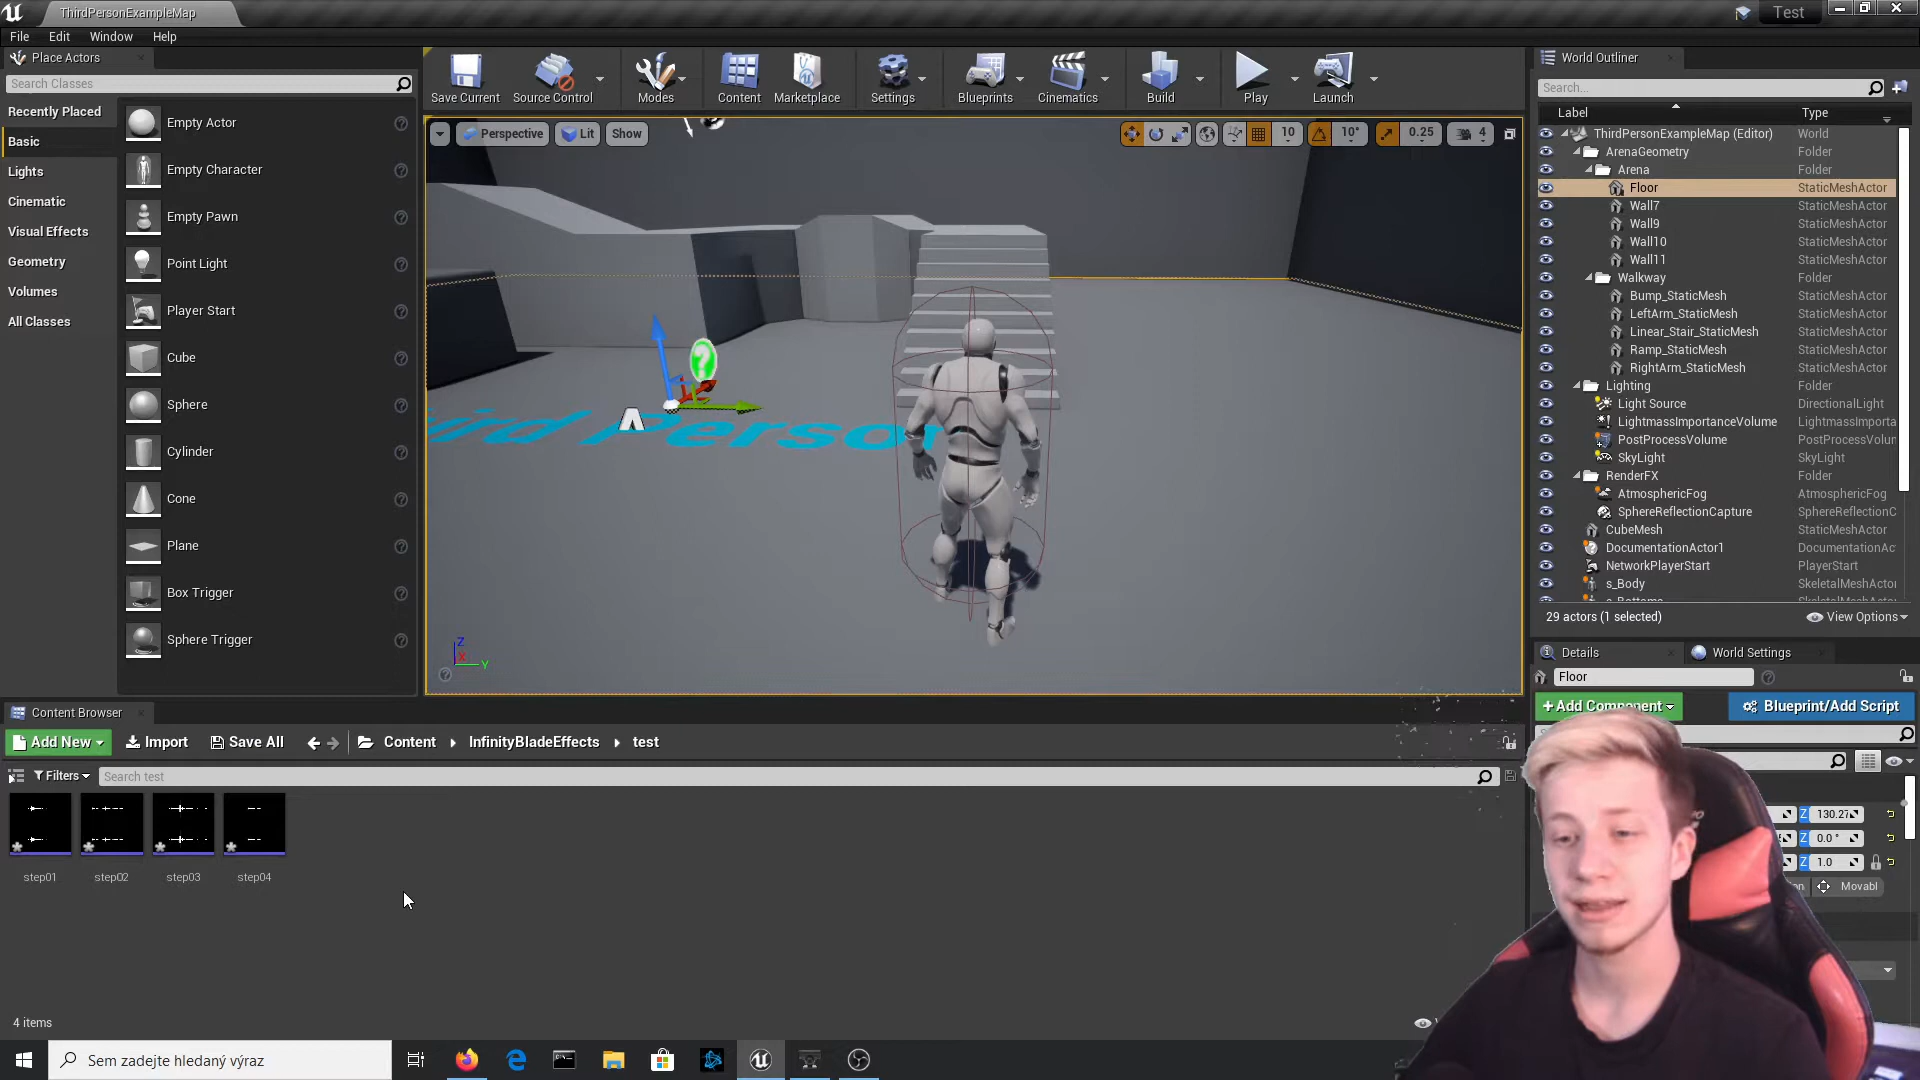 ThirdPersonExampleMap
Test
File Edit Window Help
Place Actors
Search Classes
Recently Placed
Basic
Lights
Cinematic
Visual Effects
Geometry
Volumes
All Classes
Empty Actor
Empty Character
Empty Pawn
Point Light
Player Start
Cube
Sphere
Cylinder
Cone
Plane
Box Trigger
Sphere Trigger
Save Current Source Control Modes Content Marketplace Settings Blueprints Cinematics Build Play Launch
Perspective Lit Show 10 10° 0.25 4
Person
Z
X
Y
World Outliner
Search...
Label Type
ThirdPersonExampleMap (Editor) World
ArenaGeometry Folder
Arena Folder
Floor StaticMeshActor
Wall7 StaticMeshActor
Wall9 StaticMeshActor
Wall10 StaticMeshActor
Wall11 StaticMeshActor
Walkway Folder
Bump_StaticMesh StaticMeshActor
LeftArm_StaticMesh StaticMeshActor
Linear_Stair_StaticMesh StaticMeshActor
Ramp_StaticMesh StaticMeshActor
RightArm_StaticMesh StaticMeshActor
Lighting Folder
Light Source DirectionalLight
LightmassImportanceVolume LightmassImporta
PostProcessVolume PostProcessVolun
SkyLight SkyLight
RenderFX Folder
AtmosphericFog AtmosphericFog
SphereReflectionCapture SphereReflectionC
CubeMesh StaticMeshActor
DocumentationActor1 DocumentationAc
NetworkPlayerStart PlayerStart
s_Body SkeletalMeshActo
29 actors (1 selected) View Options
Details World Settings
Floor
+Add Component Blueprint/Add Script
Z 130.27
Z 0.0 °
Z 1.0
Movabl
Content Browser
Add New Import Save All Content InfinityBladeEffects test
Filters Search test
step01 step02 step03 step04
4 items
Sem zadejte hledaný výraz